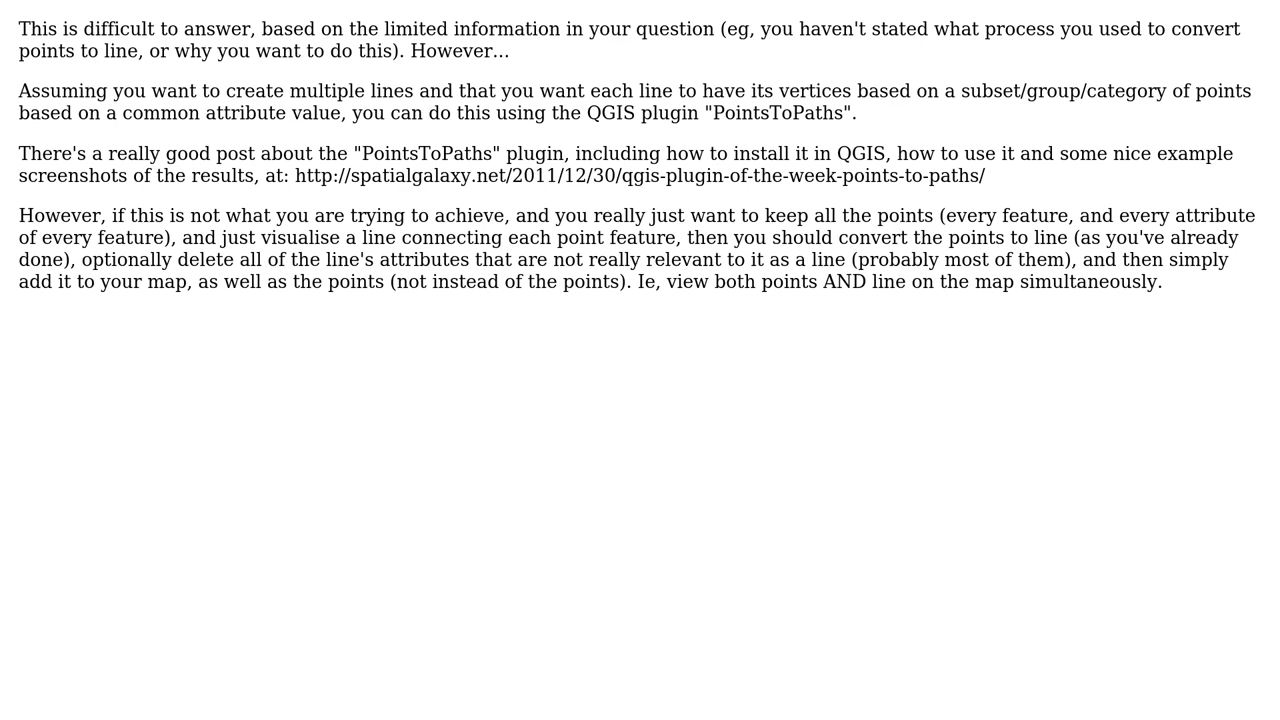 This is difficult to answer, based on the limited information in your question (eg, you haven't stated what process you used to convert
points to line, or why you want to do this). However...
Assuming you want to create multiple lines and that you want each line to have its vertices based on a subset/group/category of points
based on a common attribute value, you can do this using the QGIS plugin "PointsToPaths".
There's a really good post about the "PointsToPaths" plugin, including how to install it in QGIS, how to use it and some nice example
screenshots of the results, at: http://spatialgalaxy.net/2011/12/30/qgis-plugin-of-the-week-points-to-paths/
However, if this is not what you are trying to achieve, and you really just want to keep all the points (every feature, and every attribute
of every feature), and just visualise a line connecting each point feature, then you should convert the points to line (as you've already
done), optionally delete all of the line's attributes that are not really relevant to it as a line (probably most of them), and then simply
add it to your map, as well as the points (not instead of the points). Ie, view both points AND line on the map simultaneously.